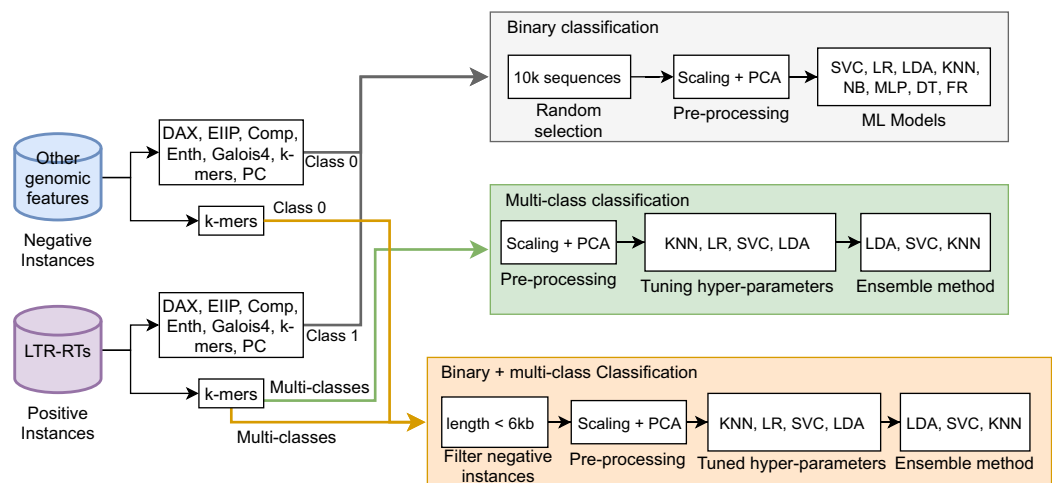 Binary classification
10k sequences
Random
selection
Scaling + PCA
Pre-processing
SVC, LR, LDA, KNN,
NB, MLP, DT, FR
ML Models
Other
genomic
features
Negative
Instances
DAX, EIIP, Comp,
Enth, Galois4, k-
mers, PC
Class 0
k-mers
Class 0
Multi-class classification
Scaling + PCA
Pre-processing
KNN, LR, SVC, LDA
Tuning hyper-parameters
LDA, SVC, KNN
Ensemble method
LTR-RTs
Positive
Instances
DAX, EIIP, Comp,
Enth, Galois4, k-
mers, PC
Class 1
k-mers
Multi-classes
Multi-classes
Binary + multi-class Classification
length < 6kb
Filter negative
instances
Scaling + PCA
Pre-processing
KNN, LR, SVC, LDA
Tuned hyper-parameters
LDA, SVC, KNN
Ensemble method